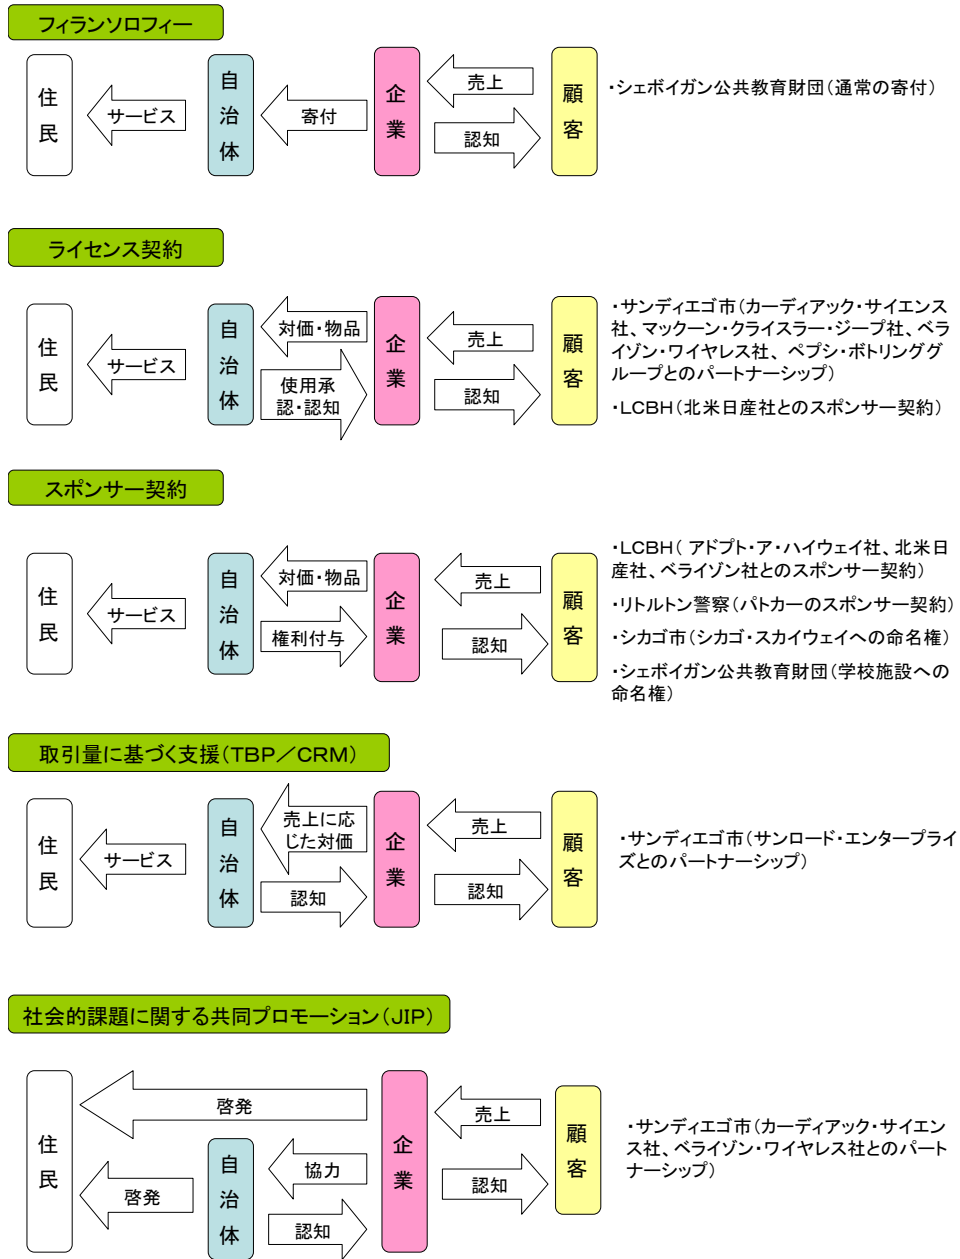 フィランソロフィー
住民
サービス
自治体
寄付
企業
売上
認知
顧客
・シェボイガン公共教育財団（通常の寄付）
ライセンス契約
住民
サービス
自治体
対価・物品
使用承
認・認知
企業
売上
認知
顧客
・サンディエゴ市（カーディアック・サイエンス
社、マックーン・クライスラー・ジープ社、ベラ
イゾン・ワイヤレス社、 ペプシ・ボトリンググ
ループとのパートナーシップ）
・LCBH（北米日産社とのスポンサー契約）
スポンサー契約
住民
サービス
自治体
対価・物品
権利付与
企業
売上
認知
顧客
・LCBH（ アドプト・ア・ハイウェイ社、北米日
産社、ベライゾン社とのスポンサー契約）
・リトルトン警察（パトカーのスポンサー契約）
・シカゴ市（シカゴ・スカイウェイへの命名権）
・シェボイガン公共教育財団（学校施設への
命名権）
取引量に基づく支援（TBP／CRM）
住民
サービス
自治体
売上に応
じた対価
認知
企業
売上
認知
顧客
・サンディエゴ市（サンロード・エンタープライ
ズとのパートナーシップ）
社会的課題に関する共同プロモーション（JIP）
住民
啓発
啓発
自治体
協力
認知
企業
売上
認知
顧客
・サンディエゴ市（カーディアック・サイエン
ス社、ベライゾン・ワイヤレス社とのパート
ナーシップ）